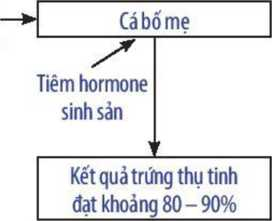 Cá bố mẹ
Tiêm hormone
sinh sản
Kết quả trứng thụ tinh
đạt khoảng 80 – 90%